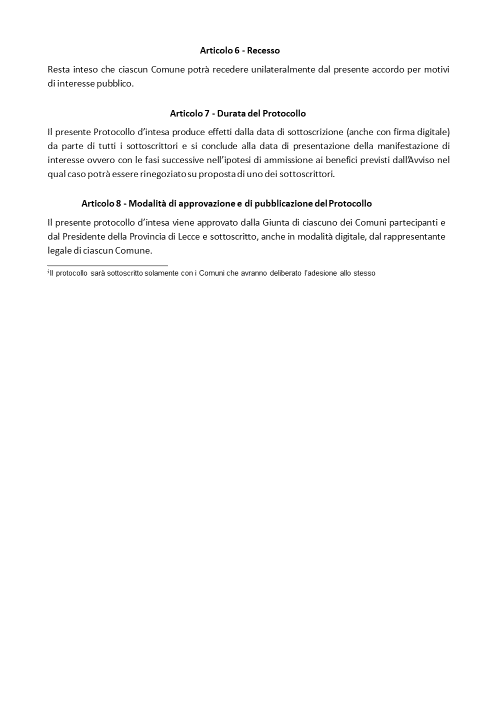 Articolo 6 - Recesso
Resta inteso che ciascun Comune potrà recedere unilateralmente dal presente accordo per motivi
di interesse pubblico.
Articolo 7 - Durata del Protocollo
Il presente Protocollo d’intesa produce effetti dalla data di sottoscrizione (anche con firma digitale)
da parte di tutti i sottoscrittori e si conclude alla data di presentazione della manifestazione di
interesse ovvero con le fasi successive nell’ipotesi di ammissione ai benefici previsti dall’Avviso nel
qual caso potrà essere rinegoziato su proposta di uno dei sottoscrittori.
Articolo 8 - Modalità di approvazione e di pubblicazione del Protocollo
Il presente protocollo d’intesa viene approvato dalla Giunta di ciascuno dei Comuni partecipanti e
dal Presidente della Provincia di Lecce e sottoscritto, anche in modalità digitale, dal rappresentante
legale di ciascun Comune.
¹Il protocollo sarà sottoscritto solamente con i Comuni che avranno deliberato l’adesione allo stesso